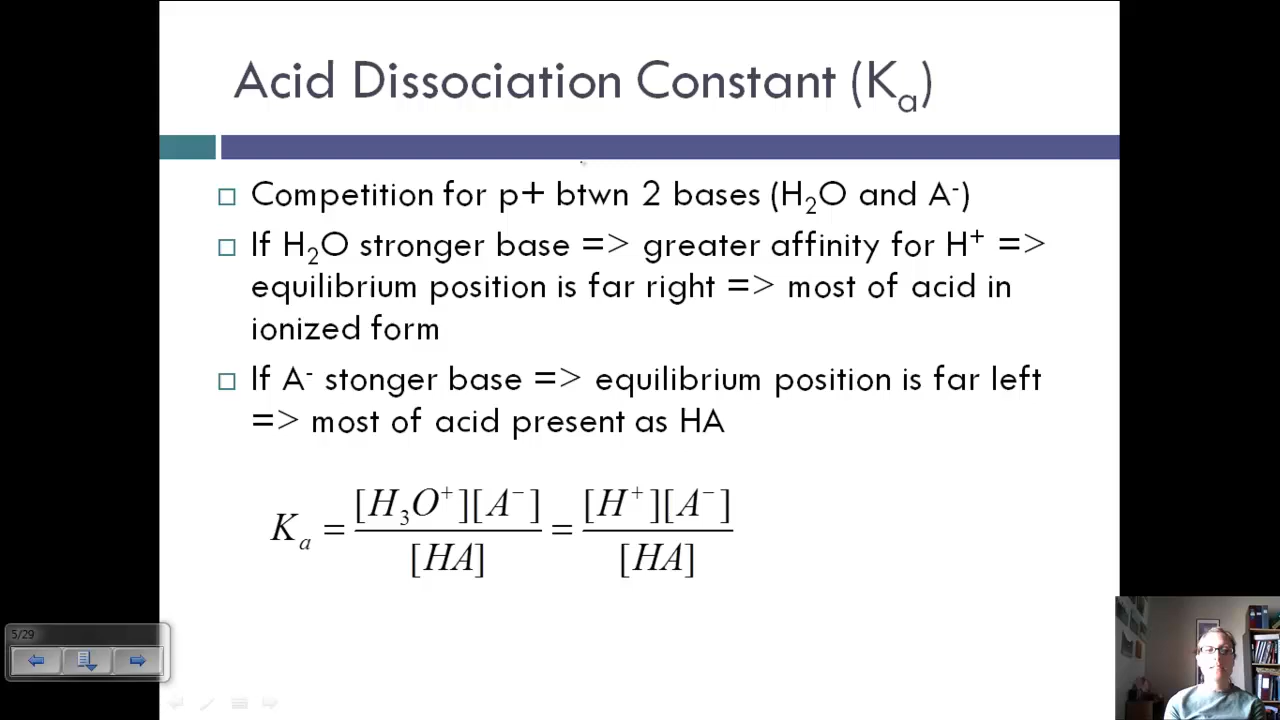 Acid Dissociation Constant (Kₐ)
Competition for p+ btwn 2 bases (H₂O and A⁻)
If H₂O stronger base => greater affinity for H⁺ =>
equilibrium position is far right => most of acid in
ionized form
If A⁻ stonger base => equilibrium position is far left
=> most of acid present as HA
Kₐ = [H₃O⁺][A⁻] / [HA] = [H⁺][A⁻] / [HA]
5/29